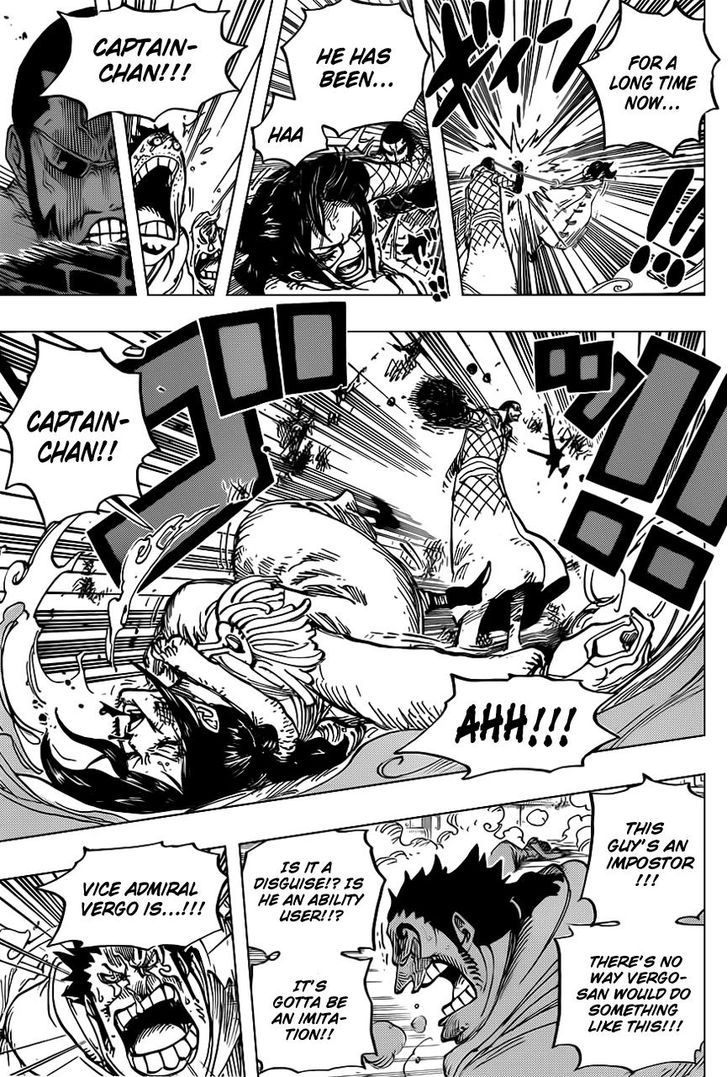 FOR A
LONG TIME
NOW...
HE HAS
BEEN...
HAA
CAPTAIN-
CHAN!!!
CAPTAIN-
CHAN!!
AHH!!!
THIS
GUY'S AN
IMPOSTOR
!!!
THERE'S NO
WAY VERGO-
SAN WOULD DO
SOMETHING
LIKE THIS!!!
IS IT A
DISGUISE!? IS
HE AN ABILITY
USER!!?
IT'S
GOTTA BE
AN IMITA-
TION!!
VICE ADMIRAL
VERGO IS...!!!